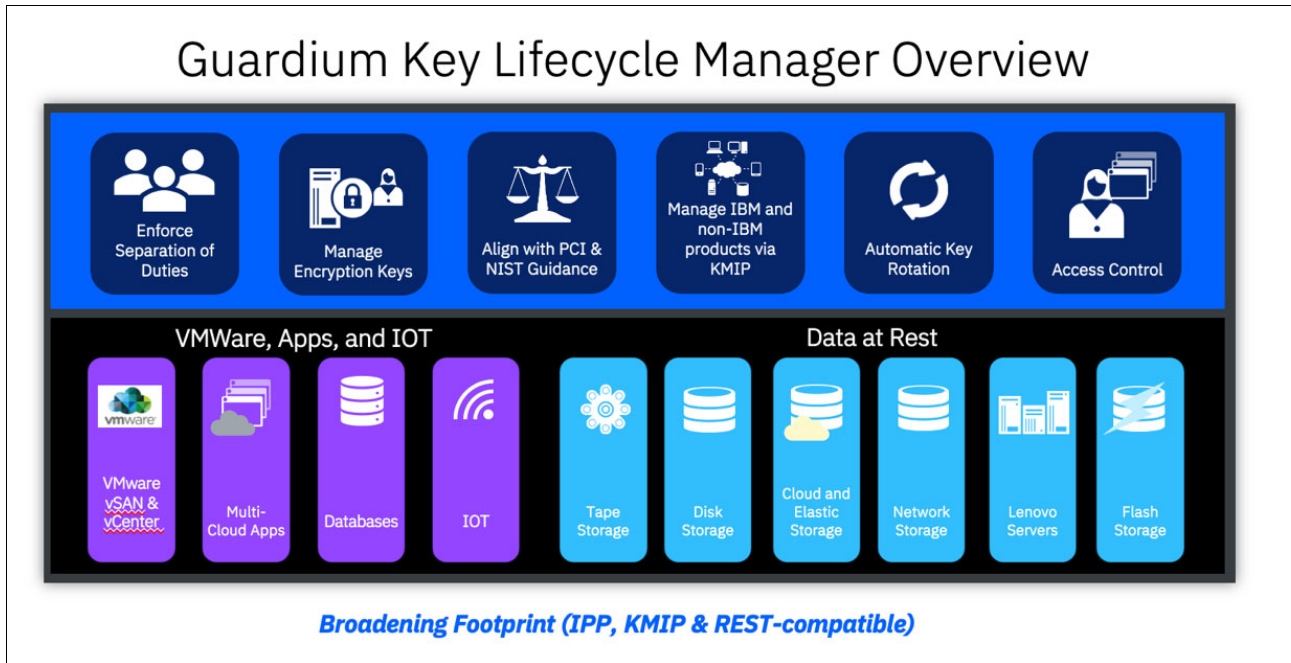 Guardium Key Lifecycle Manager Overview
Enforce
Separation of
Duties
Manage
Encryption Keys
Align with PCI &
NIST Guidance
Manage IBM and
non-IBM
products via
KMIP
Automatic Key
Rotation
Access Control
VMWare, Apps, and IOT
Data at Rest
vmware
VMware
vSAN &
vCenter
Multi-
Cloud Apps
Databases
IOT
Tape
Storage
Disk
Storage
Cloud and
Elastic
Storage
Network
Storage
Lenovo
Servers
Flash
Storage
Broadening Footprint (IPP, KMIP & REST-compatible)